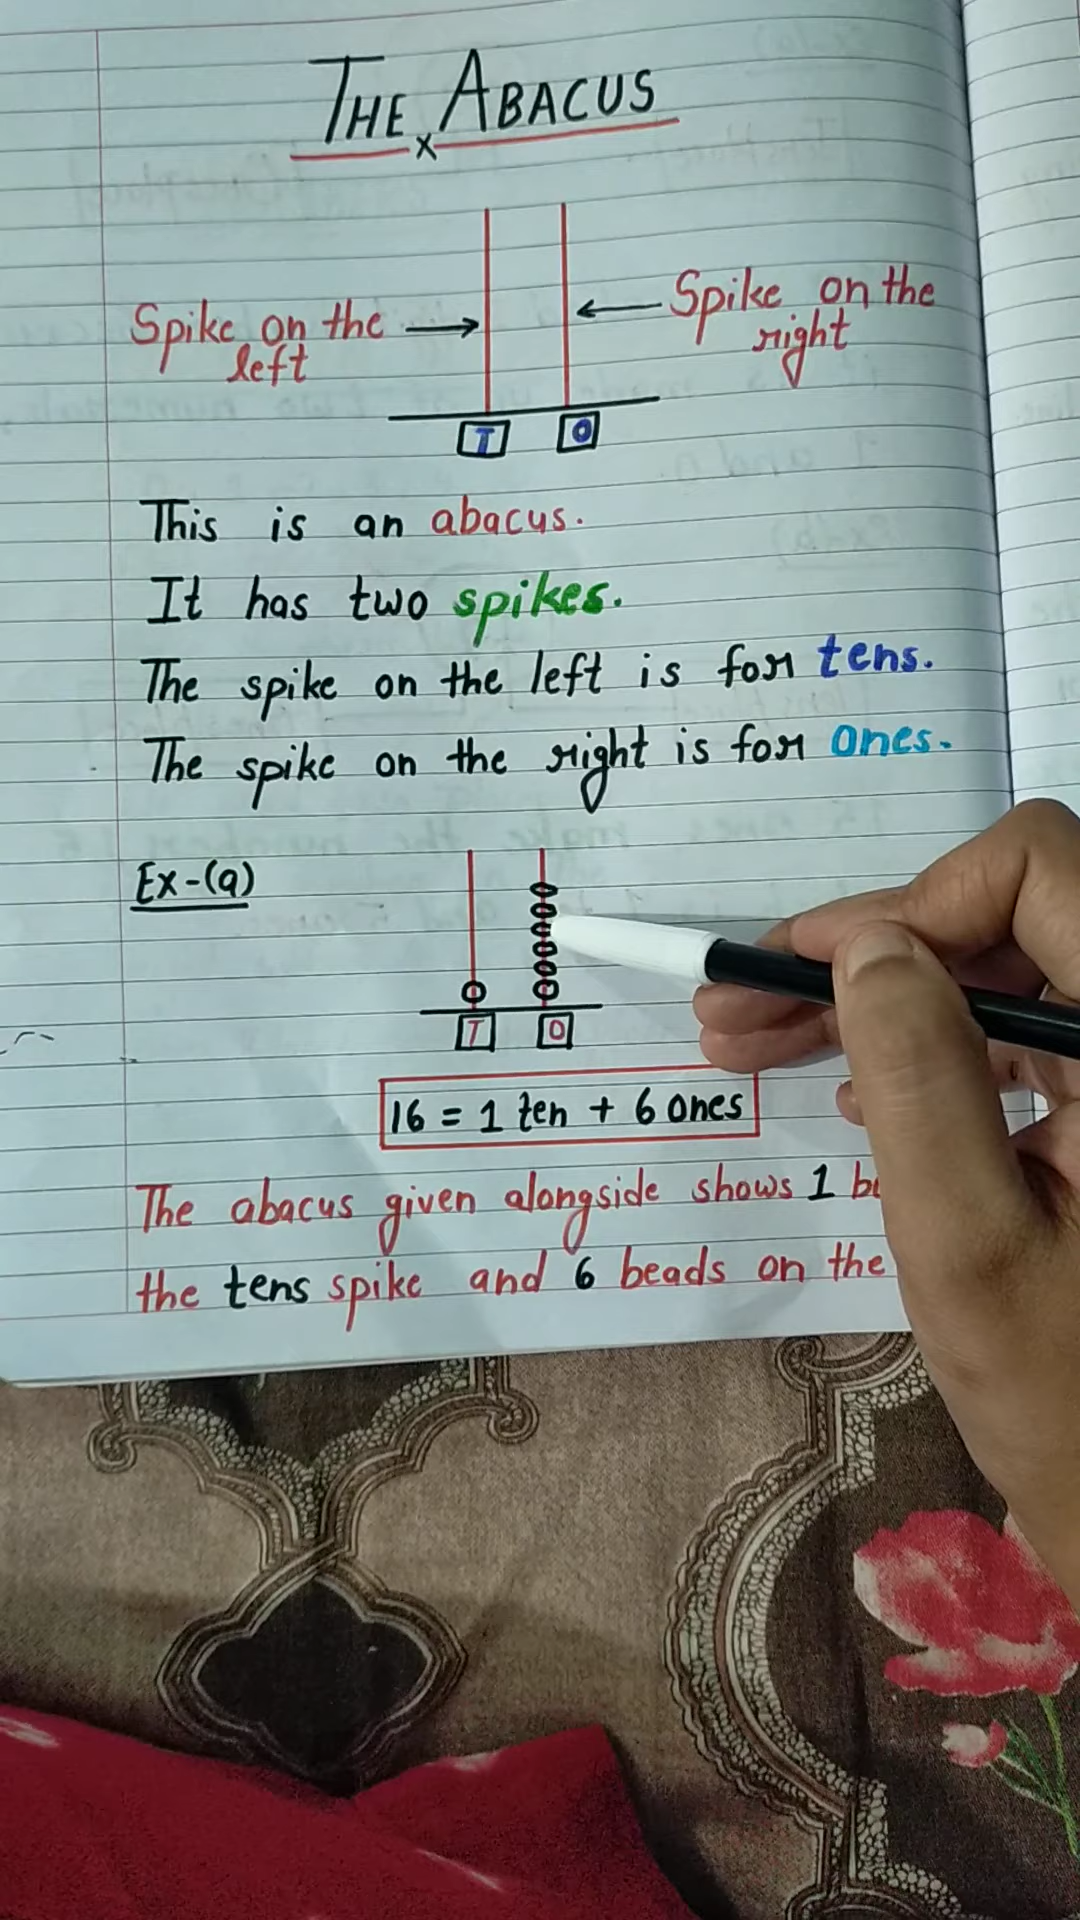 THE ABACUS
x
Spike on the
left
Spike on the
right
T O
This is an abacus.
It has two spikes.
The spike on the left is for tens.
The spike on the right is for ones.
Ex-(a)
T O
16 = 1 ten + 6 ones
The abacus given alongside shows 1
the tens spike and 6 beads on the